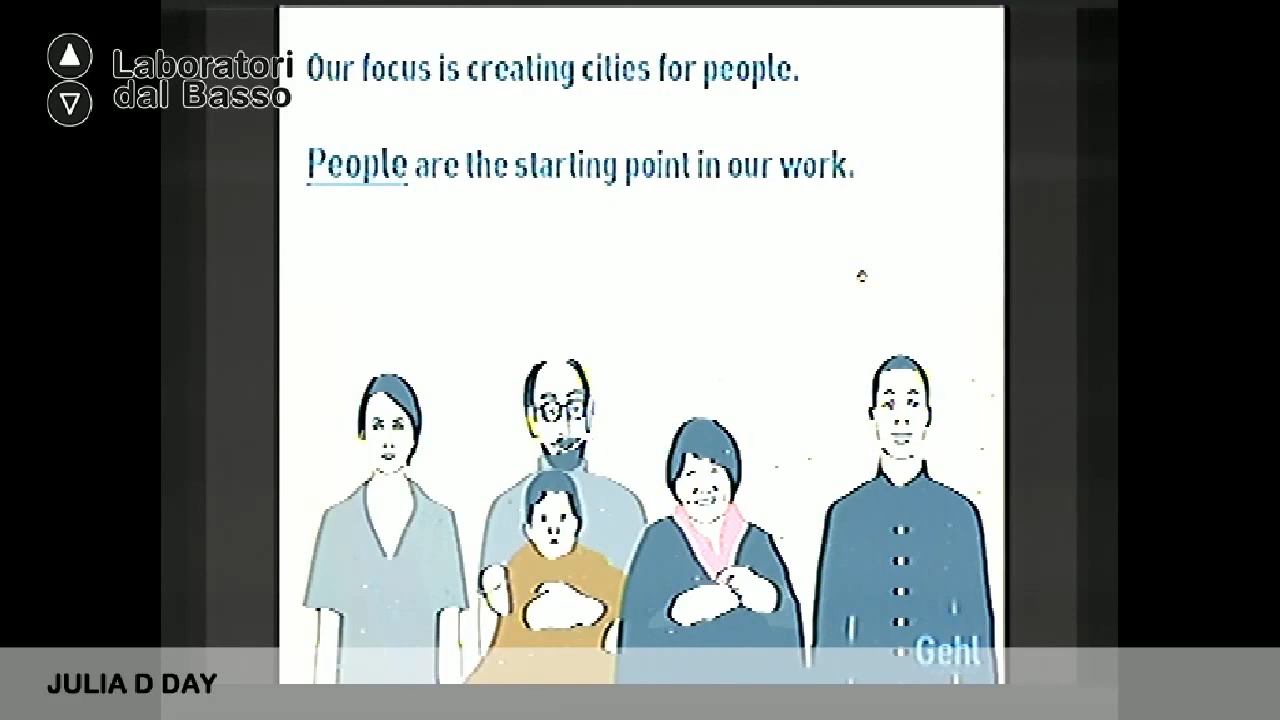 Laboratori
dal Basso
Our focus is creating cities for people.
People are the starting point in our work.
Gehl
JULIA D DAY